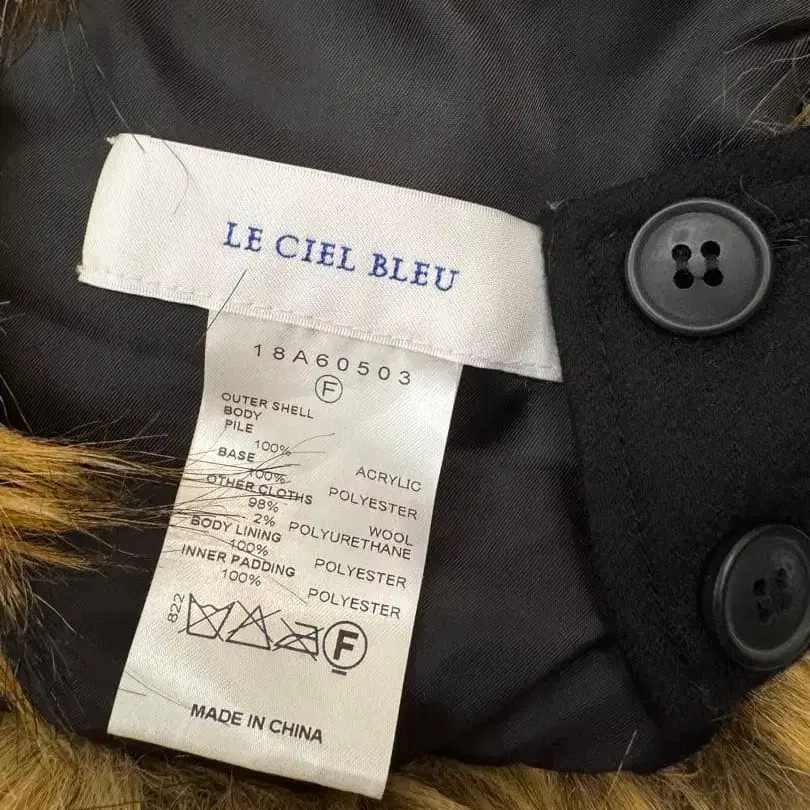 LE CIEL BLEU
18A60503
F
OUTER SHELL
BODY
PILE
100% ACRYLIC
BASE
100% POLYESTER
OTHER CLOTHS
98% WOOL
2% POLYURETHANE
BODY LINING
100% POLYESTER
INNER PADDING
100% POLYESTER
822
F
MADE IN CHINA